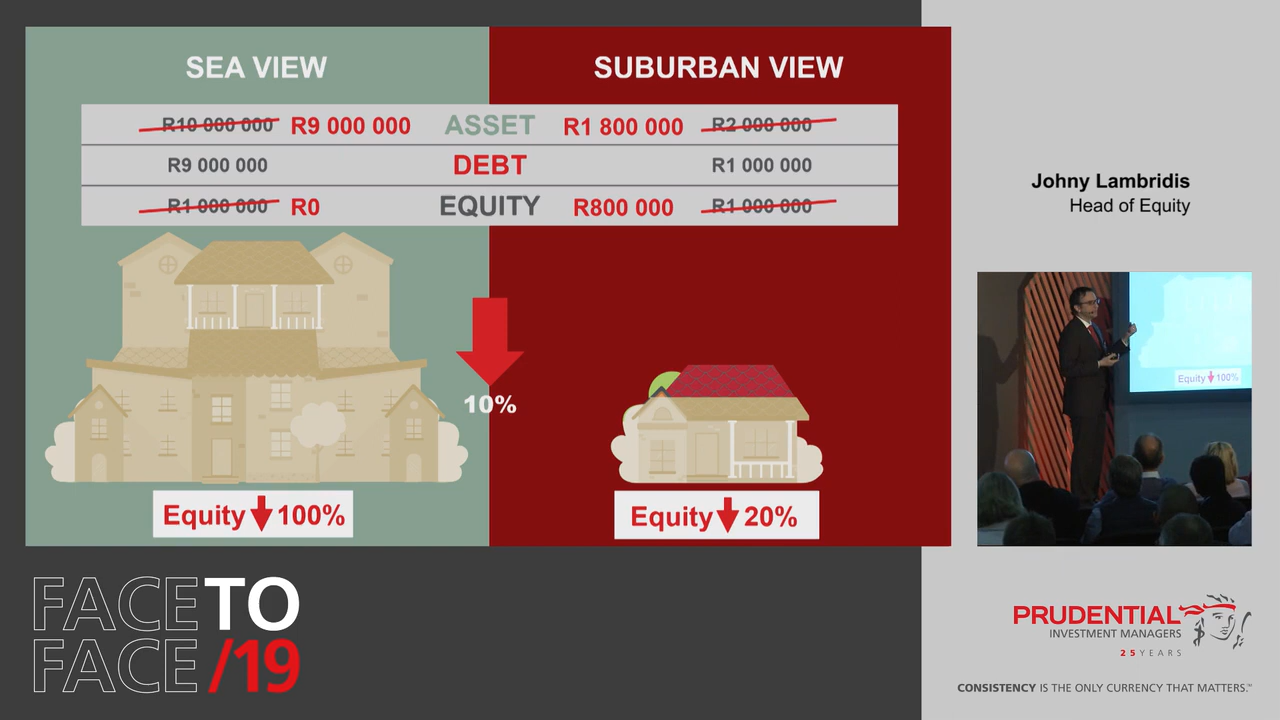 SEA VIEW
SUBURBAN VIEW
R10 000 000 R9 000 000 ASSET R1 800 000 R2 000 000
R9 000 000 DEBT R1 000 000
R1 000 000 R0 EQUITY R800 000 R1 000 000
10%
Equity 100%
Equity 20%
Johny Lambridis
Head of Equity
Equity 100%
FACE TO
FACE /19
PRUDENTIAL
INVESTMENT MANAGERS
25 YEARS
CONSISTENCY IS THE ONLY CURRENCY THAT MATTERS.™